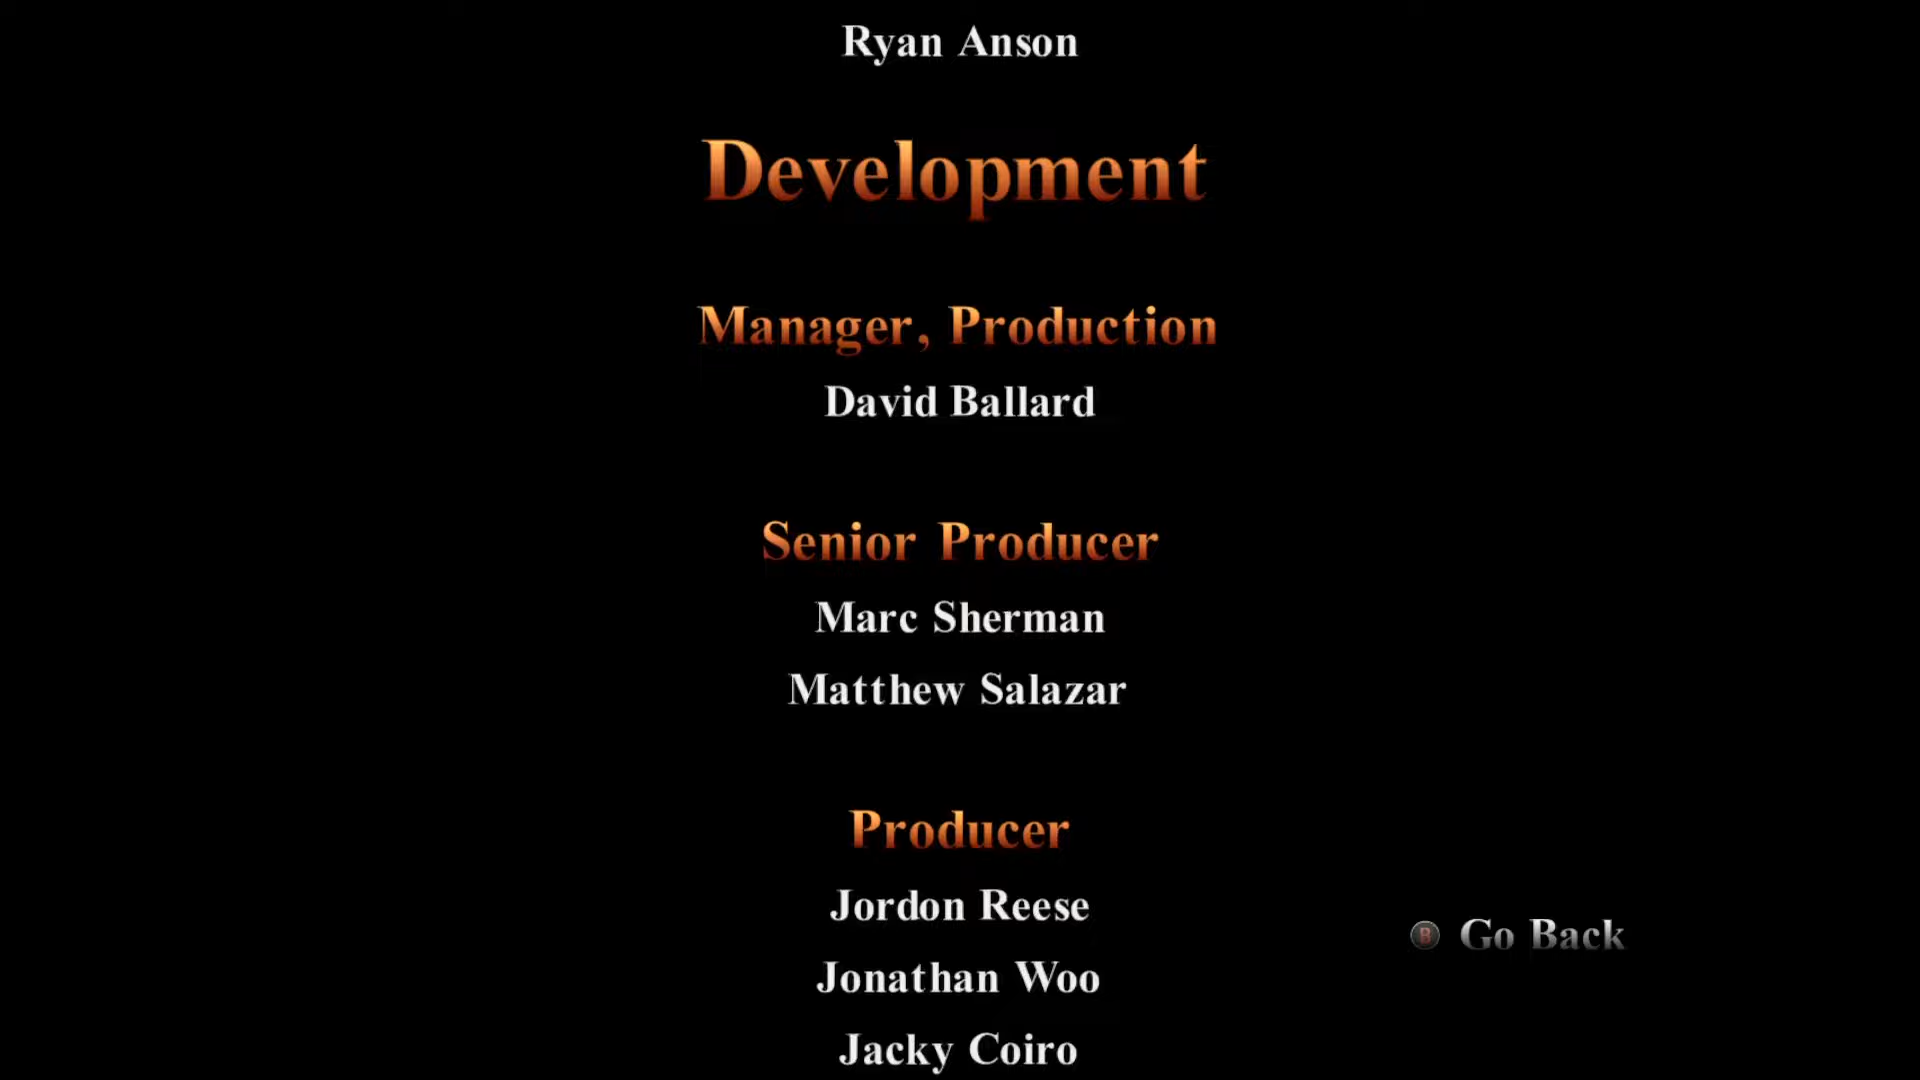 Ryan Anson
Development
Manager, Production
David Ballard
Senior Producer
Marc Sherman
Matthew Salazar
Producer
Jordon Reese
Jonathan Woo
Jacky Coiro
B Go Back